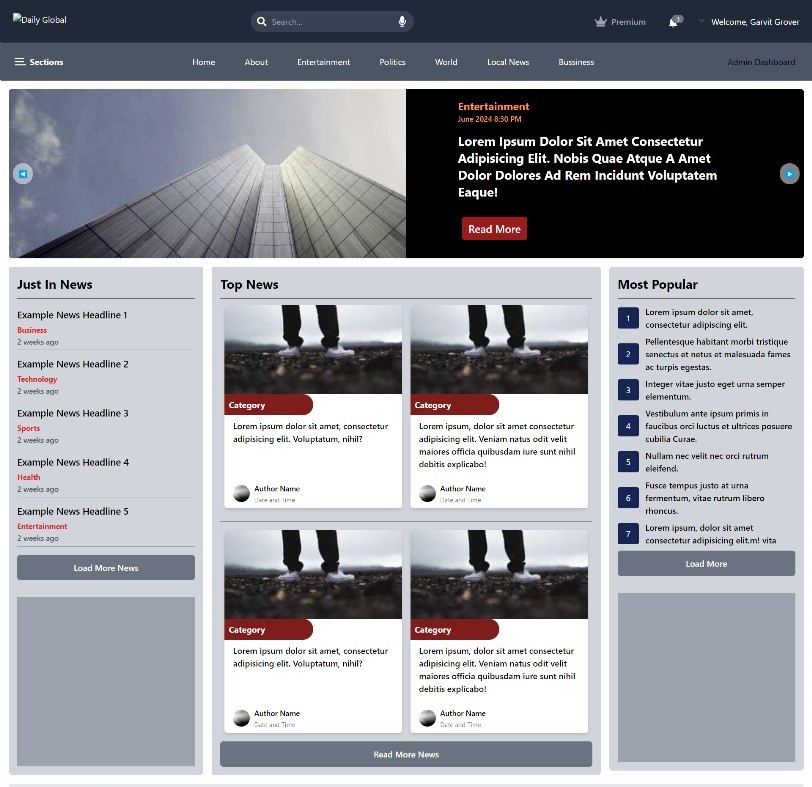 Daily Global
Search...
Premium
1
Welcome, Garvit Grover
Sections
Home
About
Entertainment
Politics
World
Local News
Bussiness
Admin Dashboard
Entertainment
June 2024 8:30 PM
Lorem Ipsum Dolor Sit Amet Consectetur
Adipisicing Elit. Nobis Quae Atque A Amet
Dolor Dolores Ad Rem Incidunt Voluptatem
Eaque!
Read More
Just In News
Example News Headline 1
Business
2 weeks ago
Example News Headline 2
Technology
2 weeks ago
Example News Headline 3
Sports
2 weeks ago
Example News Headline 4
Health
2 weeks ago
Example News Headline 5
Entertainment
2 weeks ago
Load More News
Top News
Category
Lorem ipsum dolor sit amet, consectetur
adipisicing elit. Voluptatum, nihil?
Author Name
Date and Time
Category
Lorem ipsum, dolor sit amet consectetur
adipisicing elit. Veniam natus odit velit
maiores officia quibusdam iure sunt nihil
debitis explicabo!
Author Name
Date and Time
Category
Lorem ipsum dolor sit amet, consectetur
adipisicing elit. Voluptatum, nihil?
Author Name
Date and Time
Category
Lorem ipsum, dolor sit amet consectetur
adipisicing elit. Veniam natus odit velit
maiores officia quibusdam iure sunt nihil
debitis explicabo!
Author Name
Date and Time
Read More News
Most Popular
1
Lorem ipsum dolor sit amet,
consectetur adipiscing elit.
2
Pellentesque habitant morbi tristique
senectus et netus et malesuada fames
ac turpis egestas.
3
Integer vitae justo eget urna semper
elementum.
4
Vestibulum ante ipsum primis in
faucibus orci luctus et ultrices posuere
cubilia Curae.
5
Nullam nec velit nec orci rutrum
eleifend.
6
Fusce tempus justo at urna
fermentum, vitae rutrum libero
rhoncus.
7
Lorem ipsum, dolor sit amet
consectetur adipisicing elit.m! vita
Load More